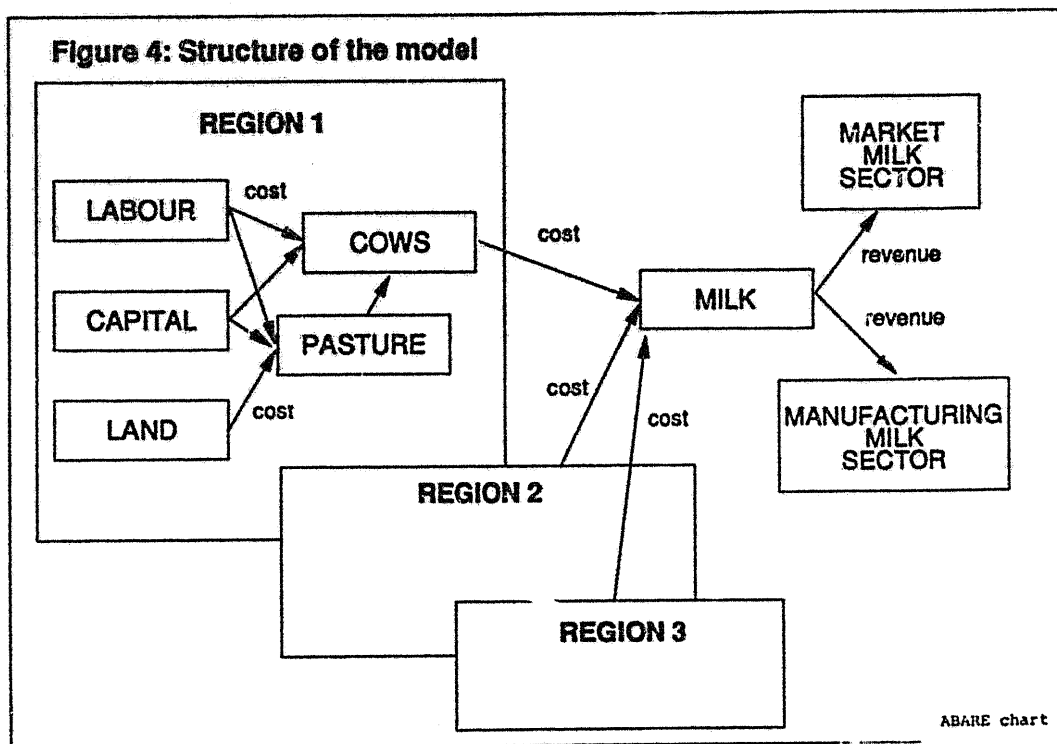 Figure 4: Structure of the model
REGION 1
LABOUR
cost
COWS
CAPITAL
PASTURE
LAND
cost
cost
MILK
MARKET
MILK
SECTOR
revenue
revenue
MANUFACTURING
MILK
SECTOR
cost
cost
REGION 2
REGION 3
ABARE chart